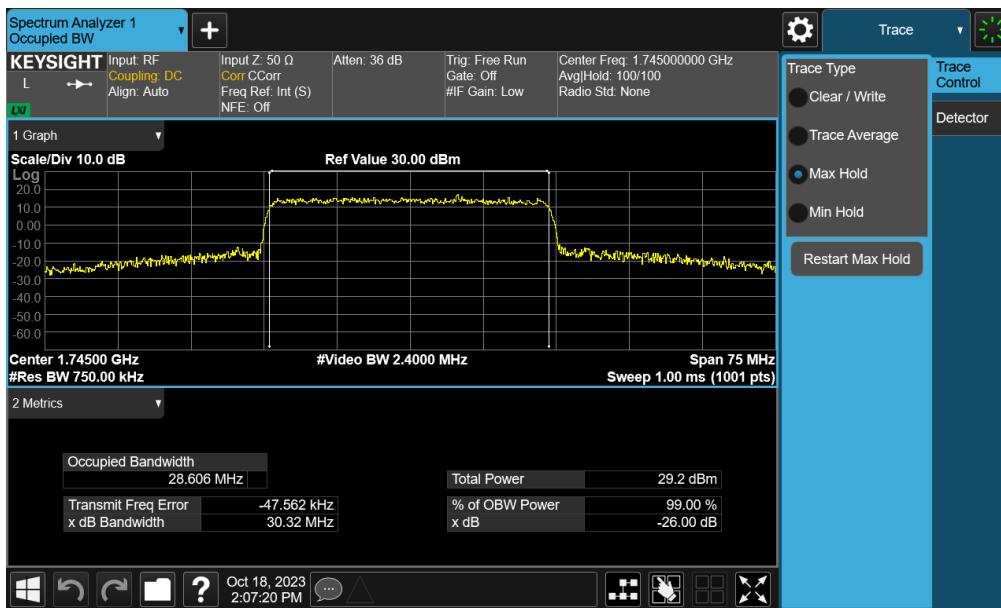 Spectrum Analyzer 1
Occupied BW
Trace
KEYSIGHT
L
LXI
Input: RF
Coupling: DC
Align: Auto
Input Z: 50 Ω
Corr CCorr
Freq Ref: Int (S)
NFE: Off
Atten: 36 dB
Trig: Free Run
Gate: Off
#IF Gain: Low
Center Freq: 1.745000000 GHz
Avg|Hold: 100/100
Radio Std: None
Trace Type
Clear / Write
Trace Average
Max Hold
Min Hold
Restart Max Hold
Trace
Control
Detector
1 Graph
Scale/Div 10.0 dB
Ref Value 30.00 dBm
Log
20.0
10.0
0.00
-10.0
-20.0
-30.0
-40.0
-50.0
-60.0
Center 1.74500 GHz
#Video BW 2.4000 MHz
Span 75 MHz
#Res BW 750.00 kHz
Sweep 1.00 ms (1001 pts)
2 Metrics
Occupied Bandwidth
28.606 MHz
Total Power 29.2 dBm
Transmit Freq Error -47.562 kHz
% of OBW Power 99.00 %
x dB Bandwidth 30.32 MHz
x dB -26.00 dB
?
Oct 18, 2023
2:07:20 PM